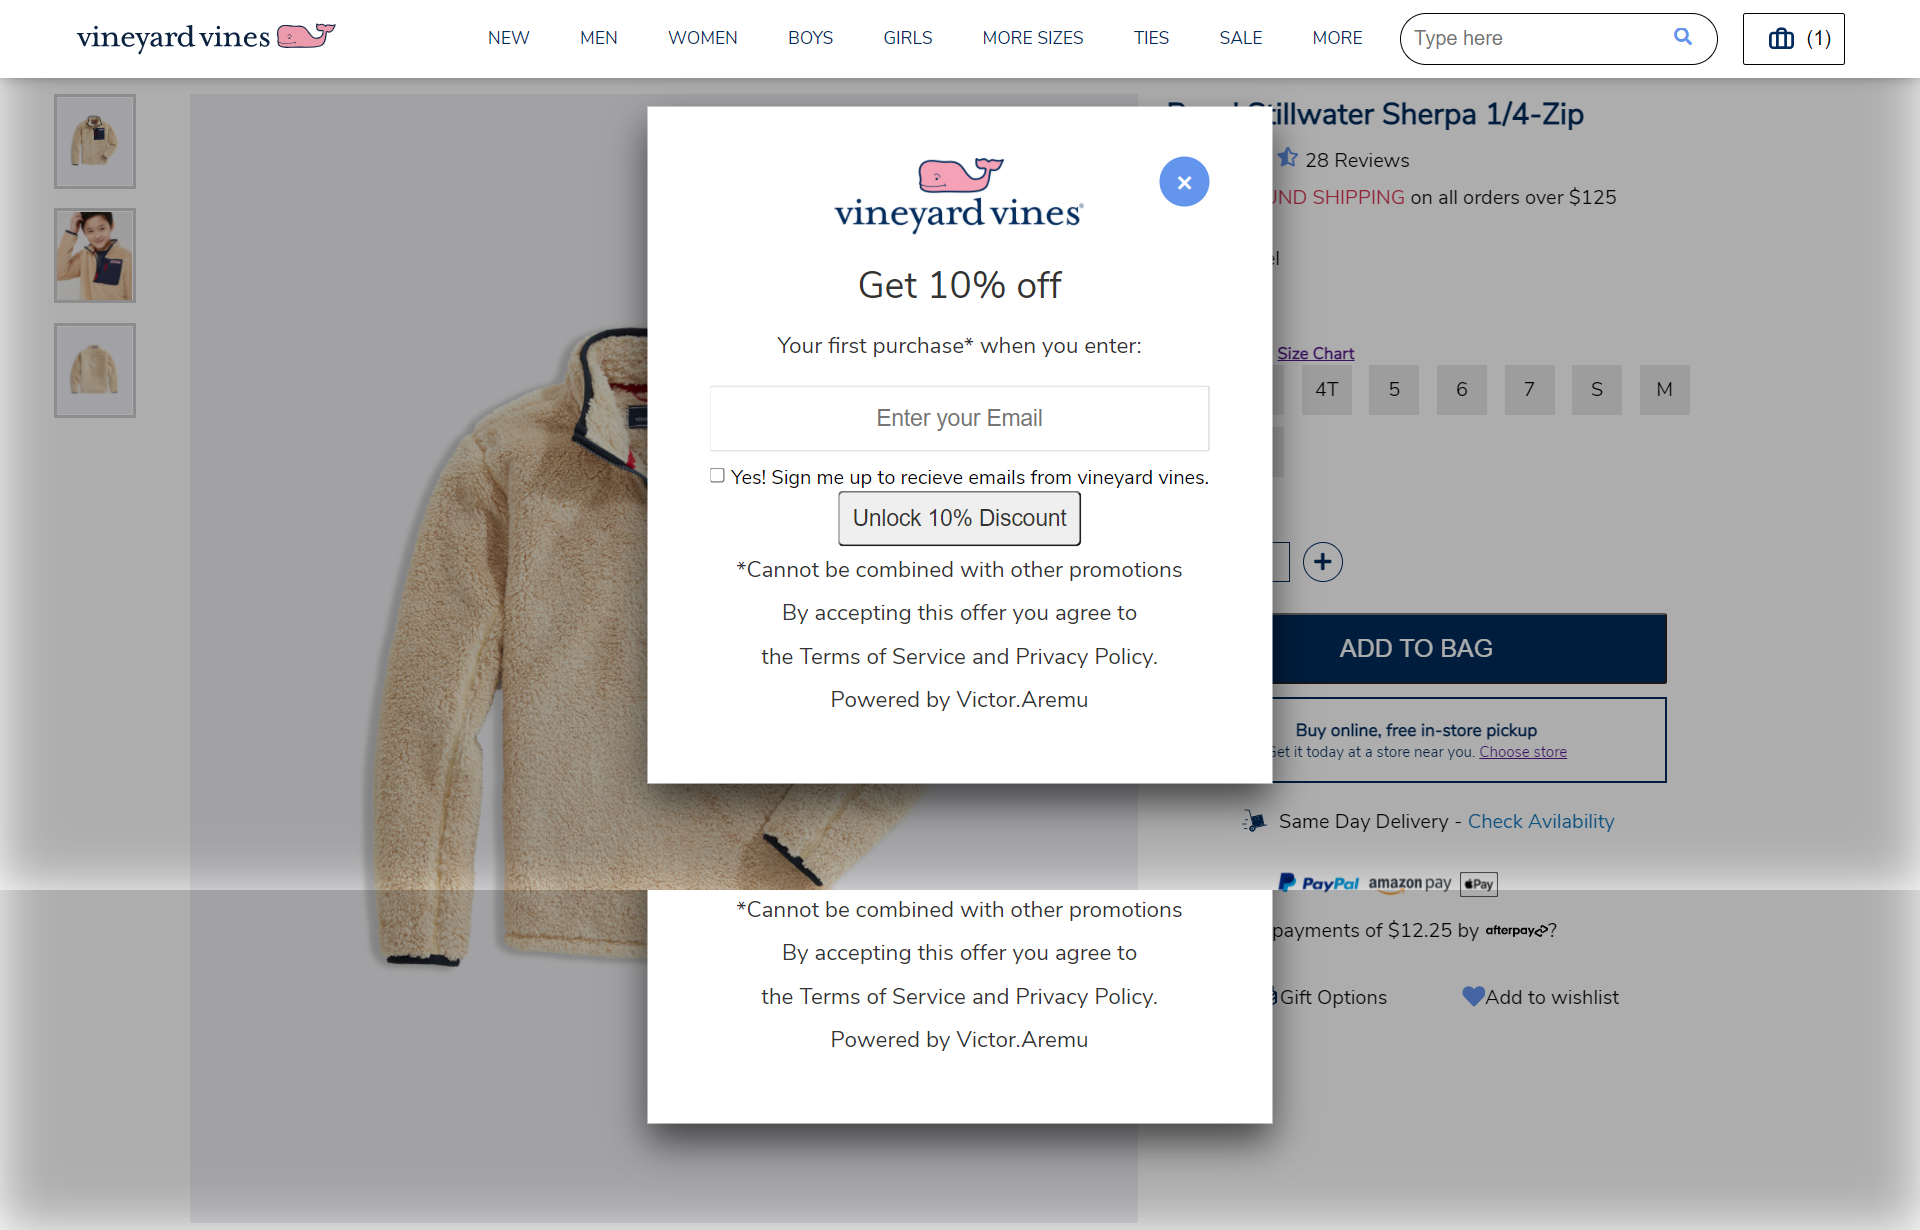 vineyard vines NEW MEN WOMEN BOYS GIRLS MORE SIZES TIES SALE MORE Type here (1)
tillwater Sherpa 1/4-Zip
28 Reviews
UND SHIPPING on all orders over $125
vineyard vines
Get 10% off
Your first purchase* when you enter:
Enter your Email
Yes! Sign me up to recieve emails from vineyard vines.
Unlock 10% Discount
*Cannot be combined with other promotions
By accepting this offer you agree to
the Terms of Service and Privacy Policy.
Powered by Victor.Aremu
Size Chart
4T 5 6 7 S M
ADD TO BAG
Buy online, free in-store pickup
Get it today at a store near you. Choose store
Same Day Delivery - Check Avilability
PayPal amazon pay Pay
*Cannot be combined with other promotions
By accepting this offer you agree to
the Terms of Service and Privacy Policy.
Powered by Victor.Aremu
payments of $12.25 by afterpay?
Gift Options Add to wishlist